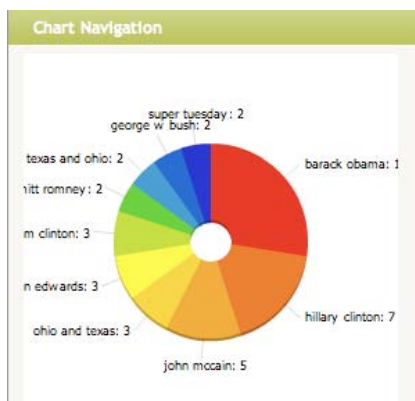 Chart Navigation
super tuesday: 2
george w bush: 2
texas and ohio: 2
barack obama: 1
itt romney: 2
m clinton: 3
n edwards: 3
hillary clinton: 7
ohio and texas: 3
john mccain: 5